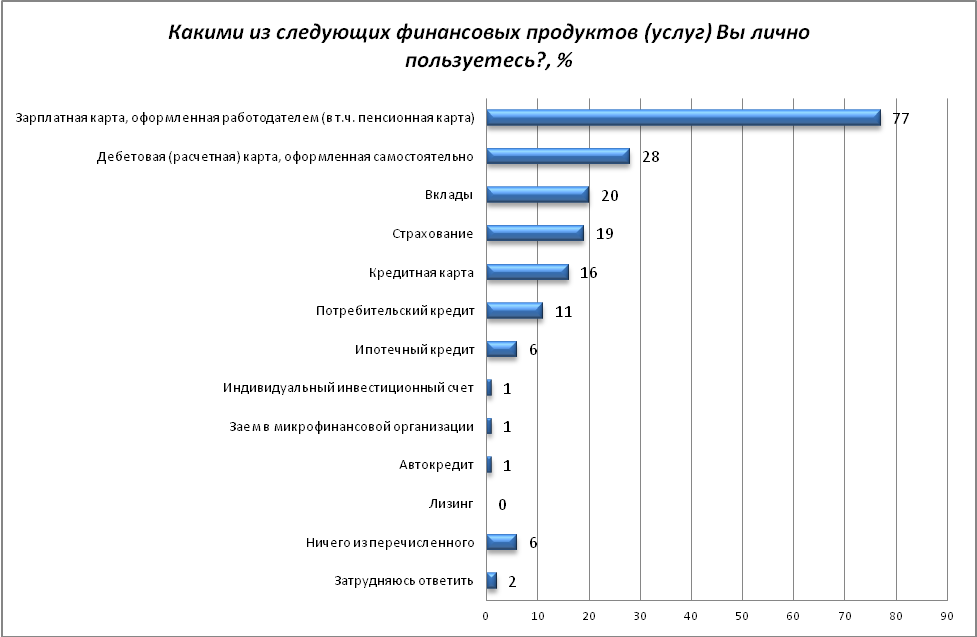 Какими из следующих финансовых продуктов (услуг) Вы лично
пользуетесь?, %
Зарплатная карта, оформленная работодателем (в т.ч. пенсионная карта) 77
Дебетовая (расчетная) карта, оформленная самостоятельно 28
Вклады 20
Страхование 19
Кредитная карта 16
Потребительский кредит 11
Ипотечный кредит 6
Индивидуальный инвестиционный счет 1
Заем в микрофинансовой организации 1
Автокредит 1
Лизинг 0
Ничего из перечисленного 6
Затрудняюсь ответить 2
0 10 20 30 40 50 60 70 80 90